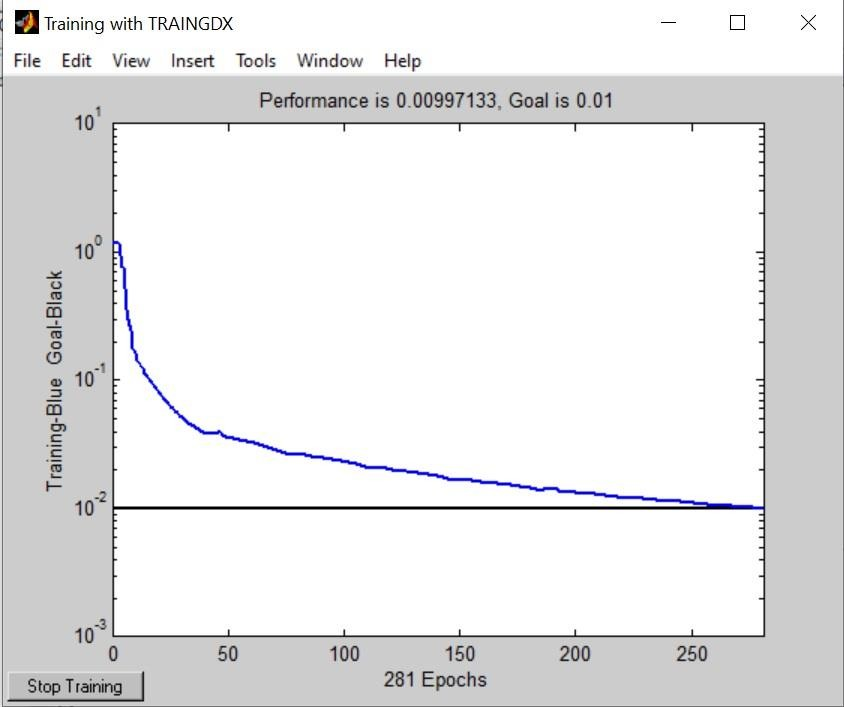 Training with TRAINGDX
File Edit View Insert Tools Window Help
Performance is 0.00997133, Goal is 0.01
10^1
10^0
10^-1
10^-2
10^-3
Training-Blue Goal-Black
0 50 100 150 200 250
281 Epochs
Stop Training